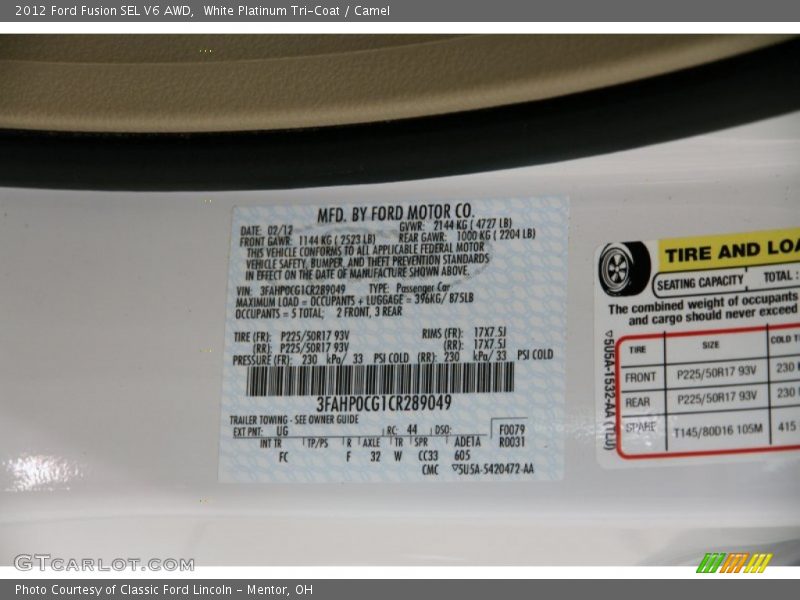 2012 Ford Fusion SEL V6 AWD,  White Platinum Tri-Coat / Camel
MFD. BY FORD MOTOR CO.
DATE: 02/12 GVWR: 2144 KG ( 4727 LB)
FRONT GAWR: 1144 KG ( 2523 LB) REAR GAWR: 1000 KG ( 2204 LB)
THIS VEHICLE CONFORMS TO ALL APPLICABLE FEDERAL MOTOR
VEHICLE SAFETY, BUMPER, AND THEFT PREVENTION STANDARDS
IN EFFECT ON THE DATE OF MANUFACTURE SHOWN ABOVE.
VIN: 3FAHP0CG1CR289049 TYPE: Passenger Car
MAXIMUM LOAD = OCCUPANTS + LUGGAGE = 396KG/ 875LB
OCCUPANTS = 5 TOTAL; 2 FRONT, 3 REAR
TIRE (FR): P225/50R17 93V RIMS (FR): 17X7.5J
(RR): P225/50R17 93V (RR): 17X7.5J
PRESSURE (FR): 230 kPa/ 33 PSI COLD (RR): 230 kPa/ 33 PSI COLD
3FAHP0CG1CR289049
TRAILER TOWING - SEE OWNER GUIDE
EXT PNT: UG RC: 44 DSO: F0079
INT TR TP/PS R AXLE TR SPR ADE1A R0031
FC F 32 W CC33 605
CMC ▽5U5A-5420472-AA
TIRE AND LOA
SEATING CAPACITY TOTAL :
The combined weight of occupants
and cargo should never exceed
TIRE SIZE COLD T
FRONT P225/50R17 93V 230
REAR P225/50R17 93V 230
SPARE T145/80D16 105M 415
▽5U5A-1532-AA (1U)
GTCARLOT.COM
Photo Courtesy of Classic Ford Lincoln - Mentor, OH